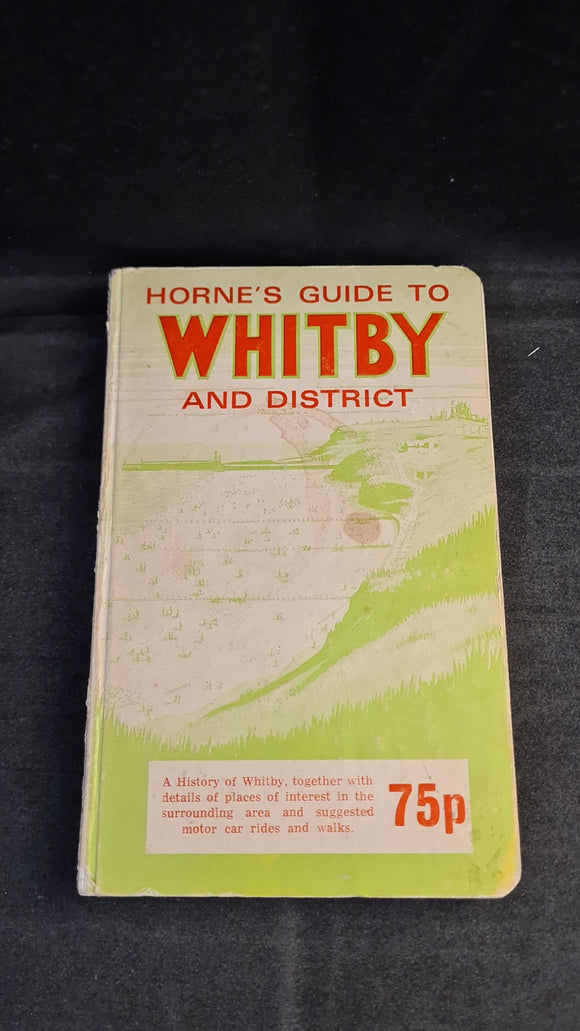 HORNE'S GUIDE TO
WHITBY
AND DISTRICT
A History of Whitby, together with
details of places of interest in the
surrounding area and suggested
motor car rides and walks.
75p